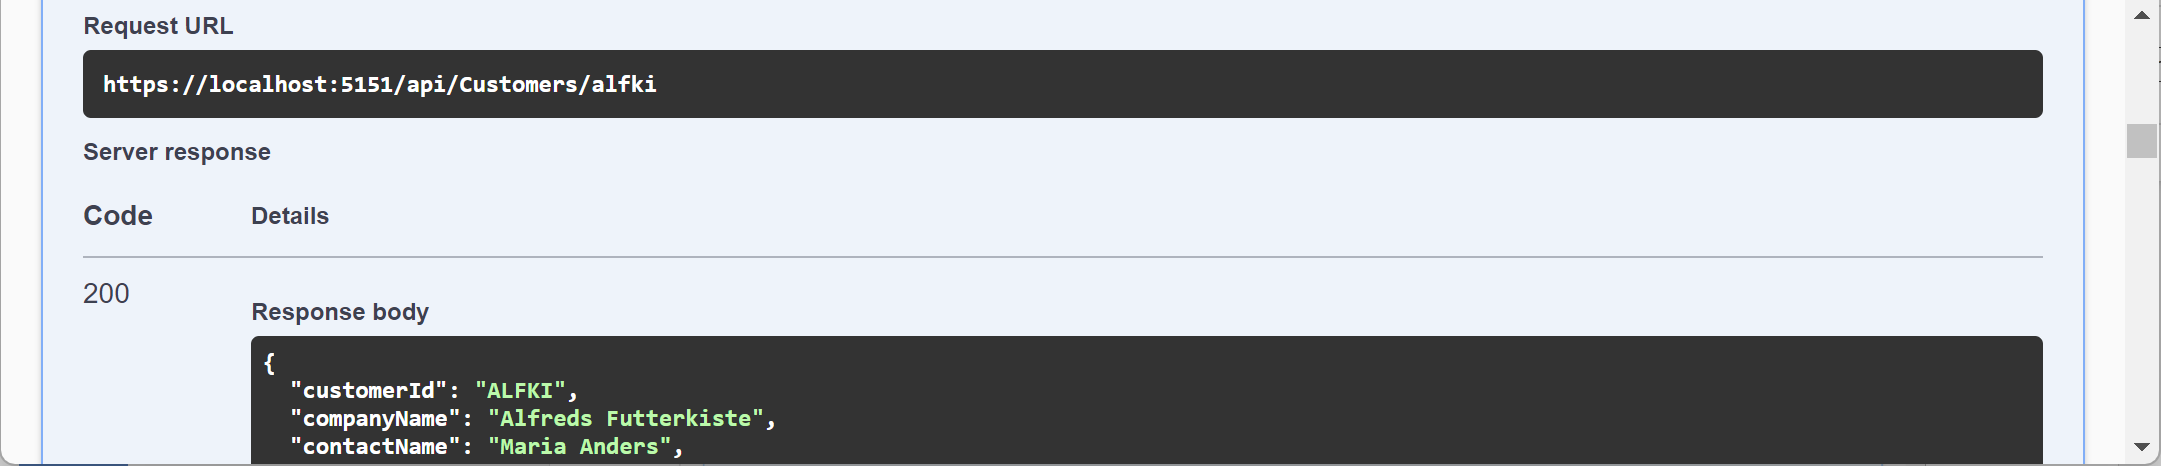 Request URL
https://localhost:5151/api/Customers/alfki
Server response
Code Details
200
Response body
{
"customerId": "ALFKI",
"companyName": "Alfreds Futterkiste",
"contactName": "Maria Anders",